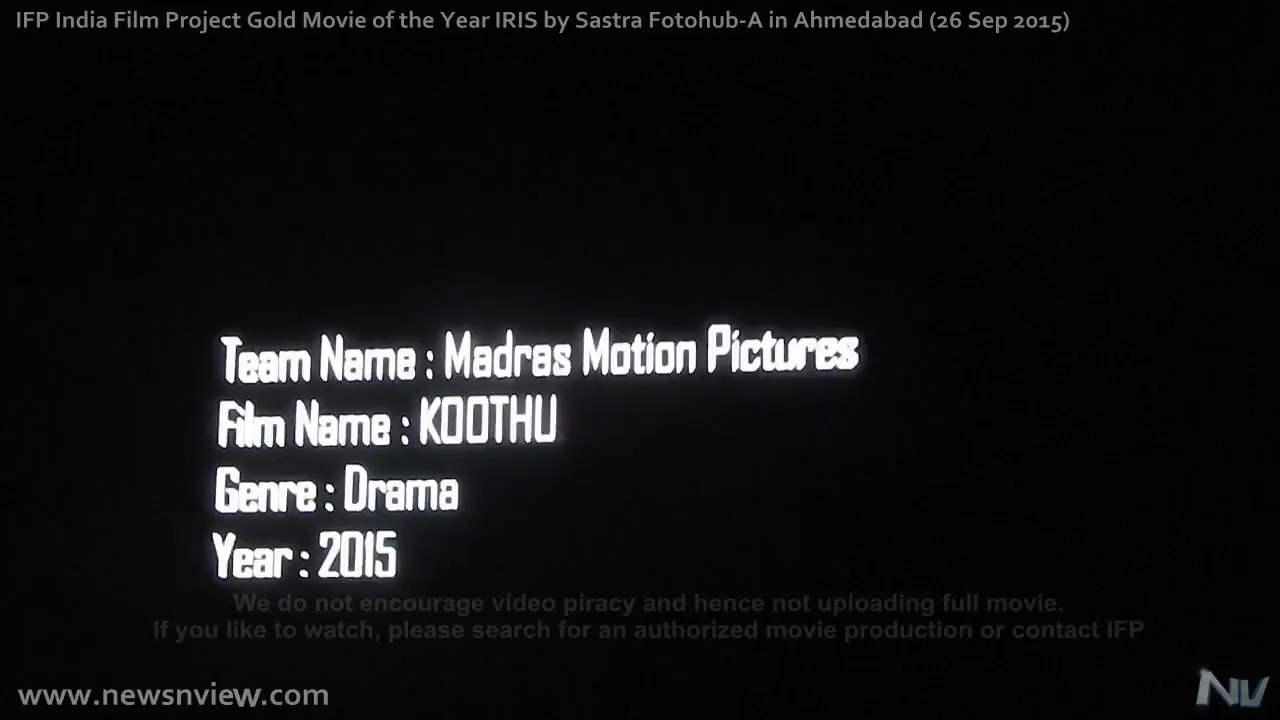 IFP India Film Project Gold Movie of the Year IRIS by Sastra Fotohub-A in Ahmedabad (26 Sep 2015)
Team Name : Madras Motion Pictures
Film Name : KOOTHU
Genre : Drama
Year : 2015
We do not encourage video piracy and hence not uploading full movie.
If you like to watch, please search for an authorized movie production or contact IFP
www.newsnview.com
NV